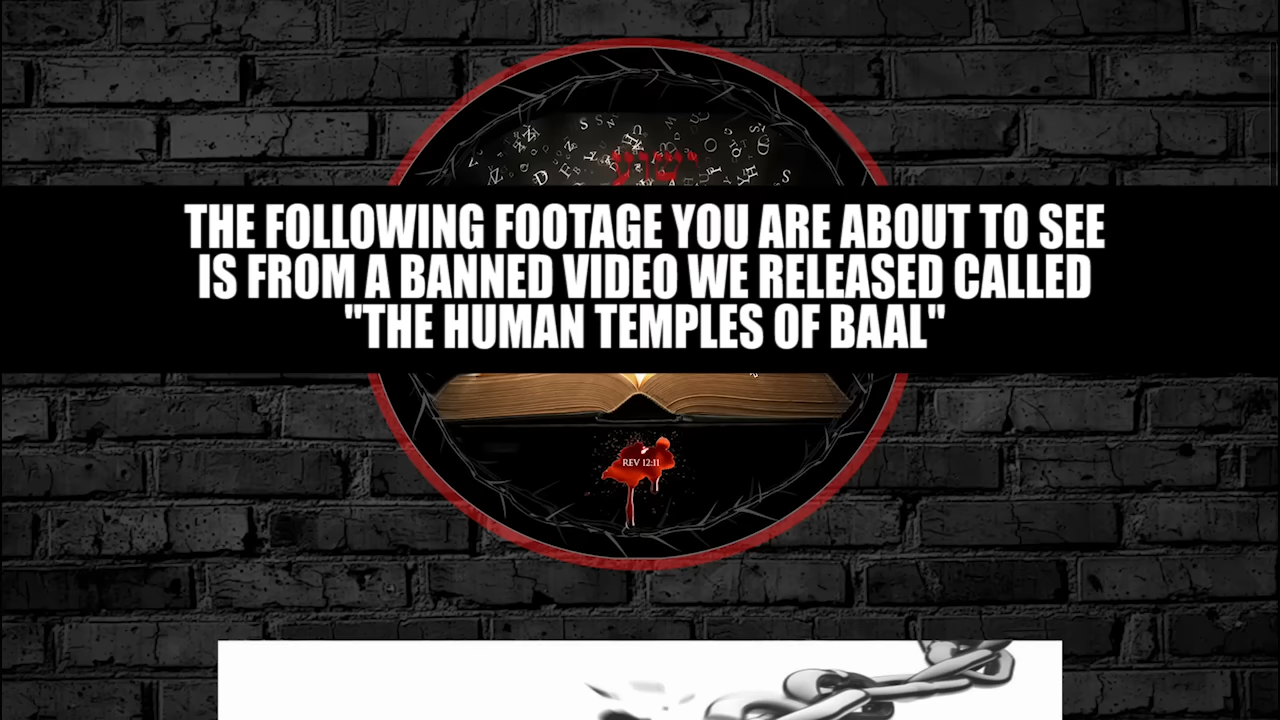 ישוע
THE FOLLOWING FOOTAGE YOU ARE ABOUT TO SEE
IS FROM A BANNED VIDEO WE RELEASED CALLED
"THE HUMAN TEMPLES OF BAAL"
REV 12:11